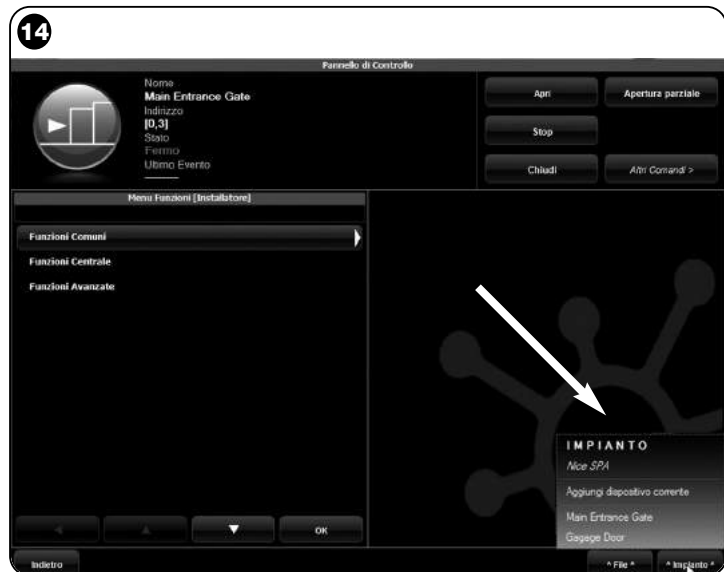 14
Pannello di Controllo
Nome
Main Entrance Gate
Indirizzo
[0,3]
Stato
Fermo
Ultimo Evento
Apri
Apertura parziale
Stop
Chiudi
Altri Comandi >
Menu Funzioni [Installatore]
Funzioni Comuni
Funzioni Centrale
Funzioni Avanzate
IMPIANTO
Nice SPA
Aggiungi dispositivo corrente
Main Entrance Gate
Gagage Door
OK
Indietro
^ File ^
^ Impianto ^